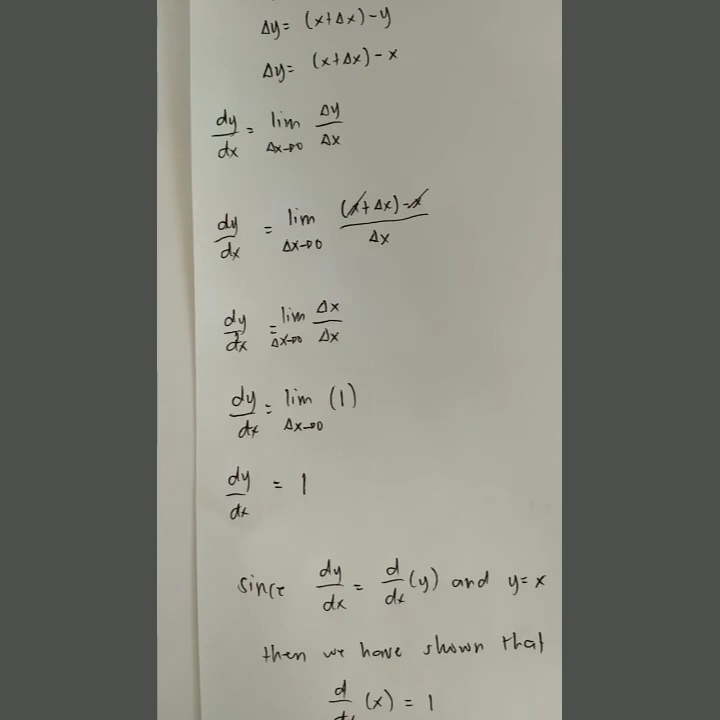 Δy = (x+Δx)-y
Δy = (x+Δx)-x
dy/dx = lim Δx→0 Δy/Δx
dy/dx = lim Δx→0 ((x+Δx)-x)/Δx
dy/dx = lim Δx→0 Δx/Δx
dy/dx = lim Δx→0 (1)
dy/dx = 1
since dy/dx = d/dx (y) and y=x
then we have shown that
d/dx (x) = 1